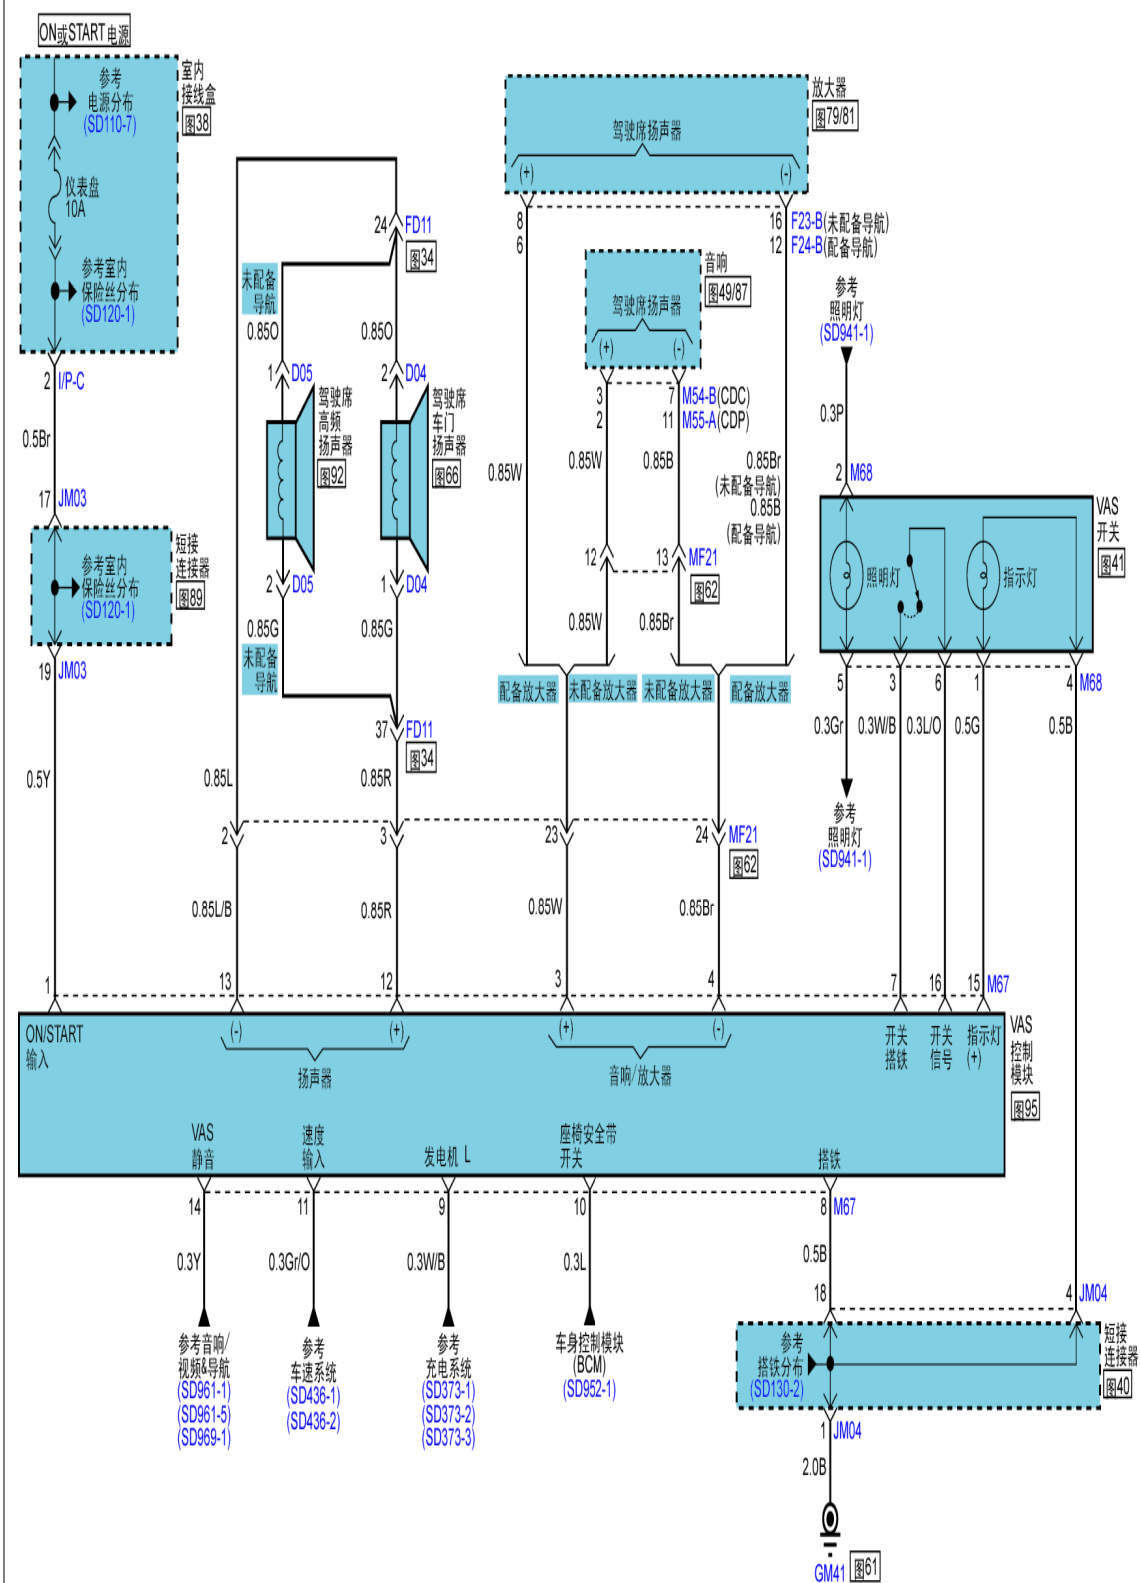 ON或START 电源
参考
电源分布
(SD110-7)
室内
接线盒
图38
仪表盘
10A
参考室内
保险丝分布
(SD120-1)
2 I/P-C
0.5Br
17 JM03
参考室内
保险丝分布
(SD120-1)
短接
连接器
图89
19 JM03
0.5Y
24 FD11
图34
未配备
导航
0.85O
0.85O
1 D05
2 D04
驾驶席
高频
扬声器
图92
驾驶席
车门
扬声器
图66
2 D05
1 D04
0.85G
0.85G
未配备
导航
37 FD11
图34
0.85L
0.85R
2
3
0.85L/B
0.85R
放大器
图79/81
驾驶席扬声器
(+)
(-)
8
6
16 F23-B(未配备导航)
12 F24-B(配备导航)
音响
图49/87
驾驶席扬声器
(+)
(-)
3
2
7 M54-B(CDC)
11 M55-A(CDP)
0.85W
0.85W
0.85B
0.85Br
(未配备导航)
0.85B
(配备导航)
12
13 MF21
图62
0.85W
0.85Br
配备放大器
未配备放大器
未配备放大器
配备放大器
23
24 MF21
图62
0.85W
0.85Br
参考
照明灯
(SD941-1)
0.3P
2 M68
VAS
开关
图41
照明灯
指示灯
5
3
6
1
4 M68
0.3Gr
0.3W/B
0.3L/O
0.5G
0.5B
参考
照明灯
(SD941-1)
1
13
12
3
4
7
16
15 M67
ON/START
输入
(-)
(+)
扬声器
(+)
(-)
音响/放大器
开关
搭铁
开关
信号
指示灯
(+)
VAS
控制
模块
图95
VAS
静音
速度
输入
发电机 L
座椅安全带
开关
搭铁
14
11
9
10
8 M67
0.3Y
0.3Gr/O
0.3W/B
0.3L
0.5B
18
4 JM04
参考音响/
视频&导航
(SD961-1)
(SD961-5)
(SD969-1)
参考
车速系统
(SD436-1)
(SD436-2)
参考
充电系统
(SD373-1)
(SD373-2)
(SD373-3)
车身控制模块
(BCM)
(SD952-1)
参考
搭铁分布
(SD130-2)
短接
连接器
图40
1 JM04
2.0B
GM41
图61